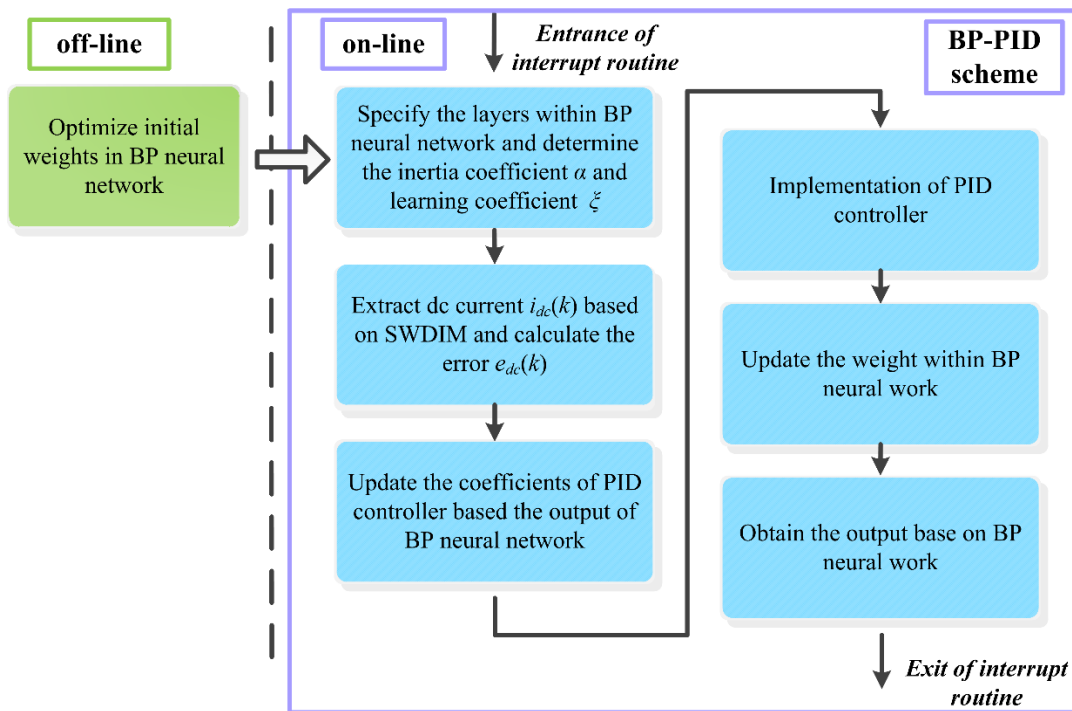 off-line
Optimize initial
weights in BP neural
network
on-line
Entrance of
interrupt routine
BP-PID
scheme
Specify the layers within BP
neural network and determine
the inertia coefficient α and
learning coefficient ξ
Extract dc current i_dc(k) based
on SWDIM and calculate the
error e_dc(k)
Update the coefficients of PID
controller based the output of
BP neural network
Implementation of PID
controller
Update the weight within BP
neural work
Obtain the output base on BP
neural work
Exit of interrupt
routine